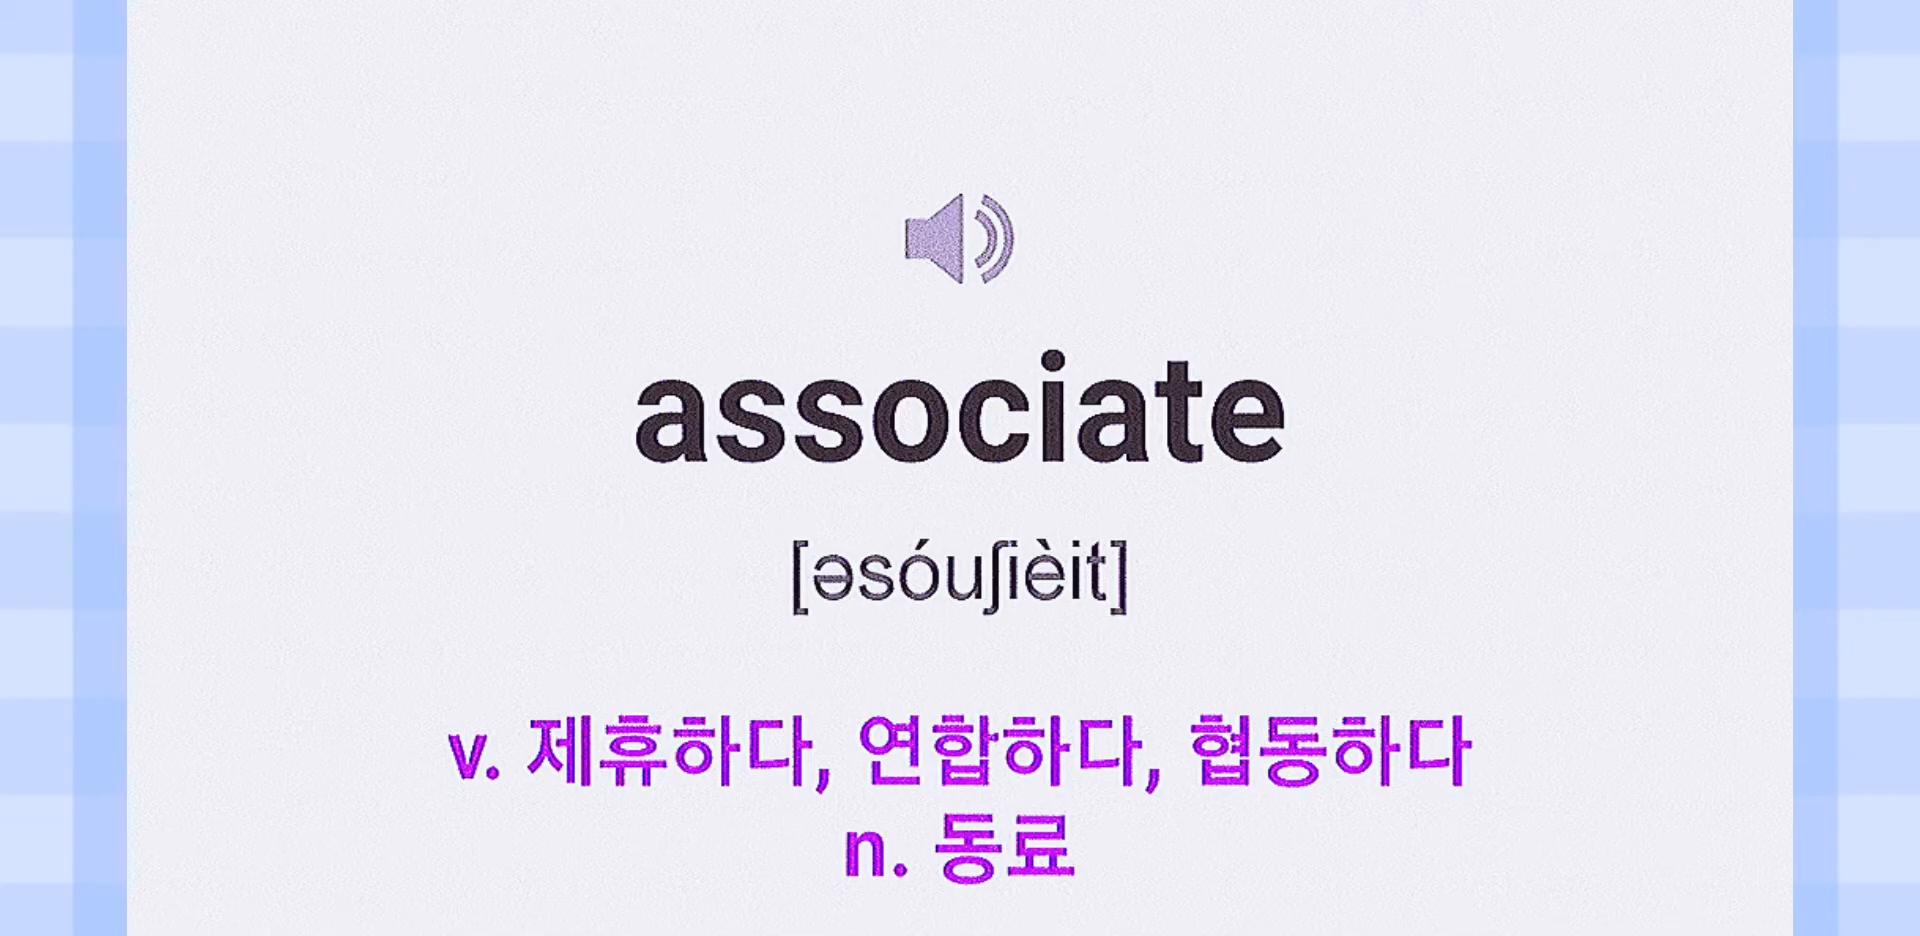 associate
[əsóuʃièit]
v. 제휴하다, 연합하다, 협동하다
n. 동료